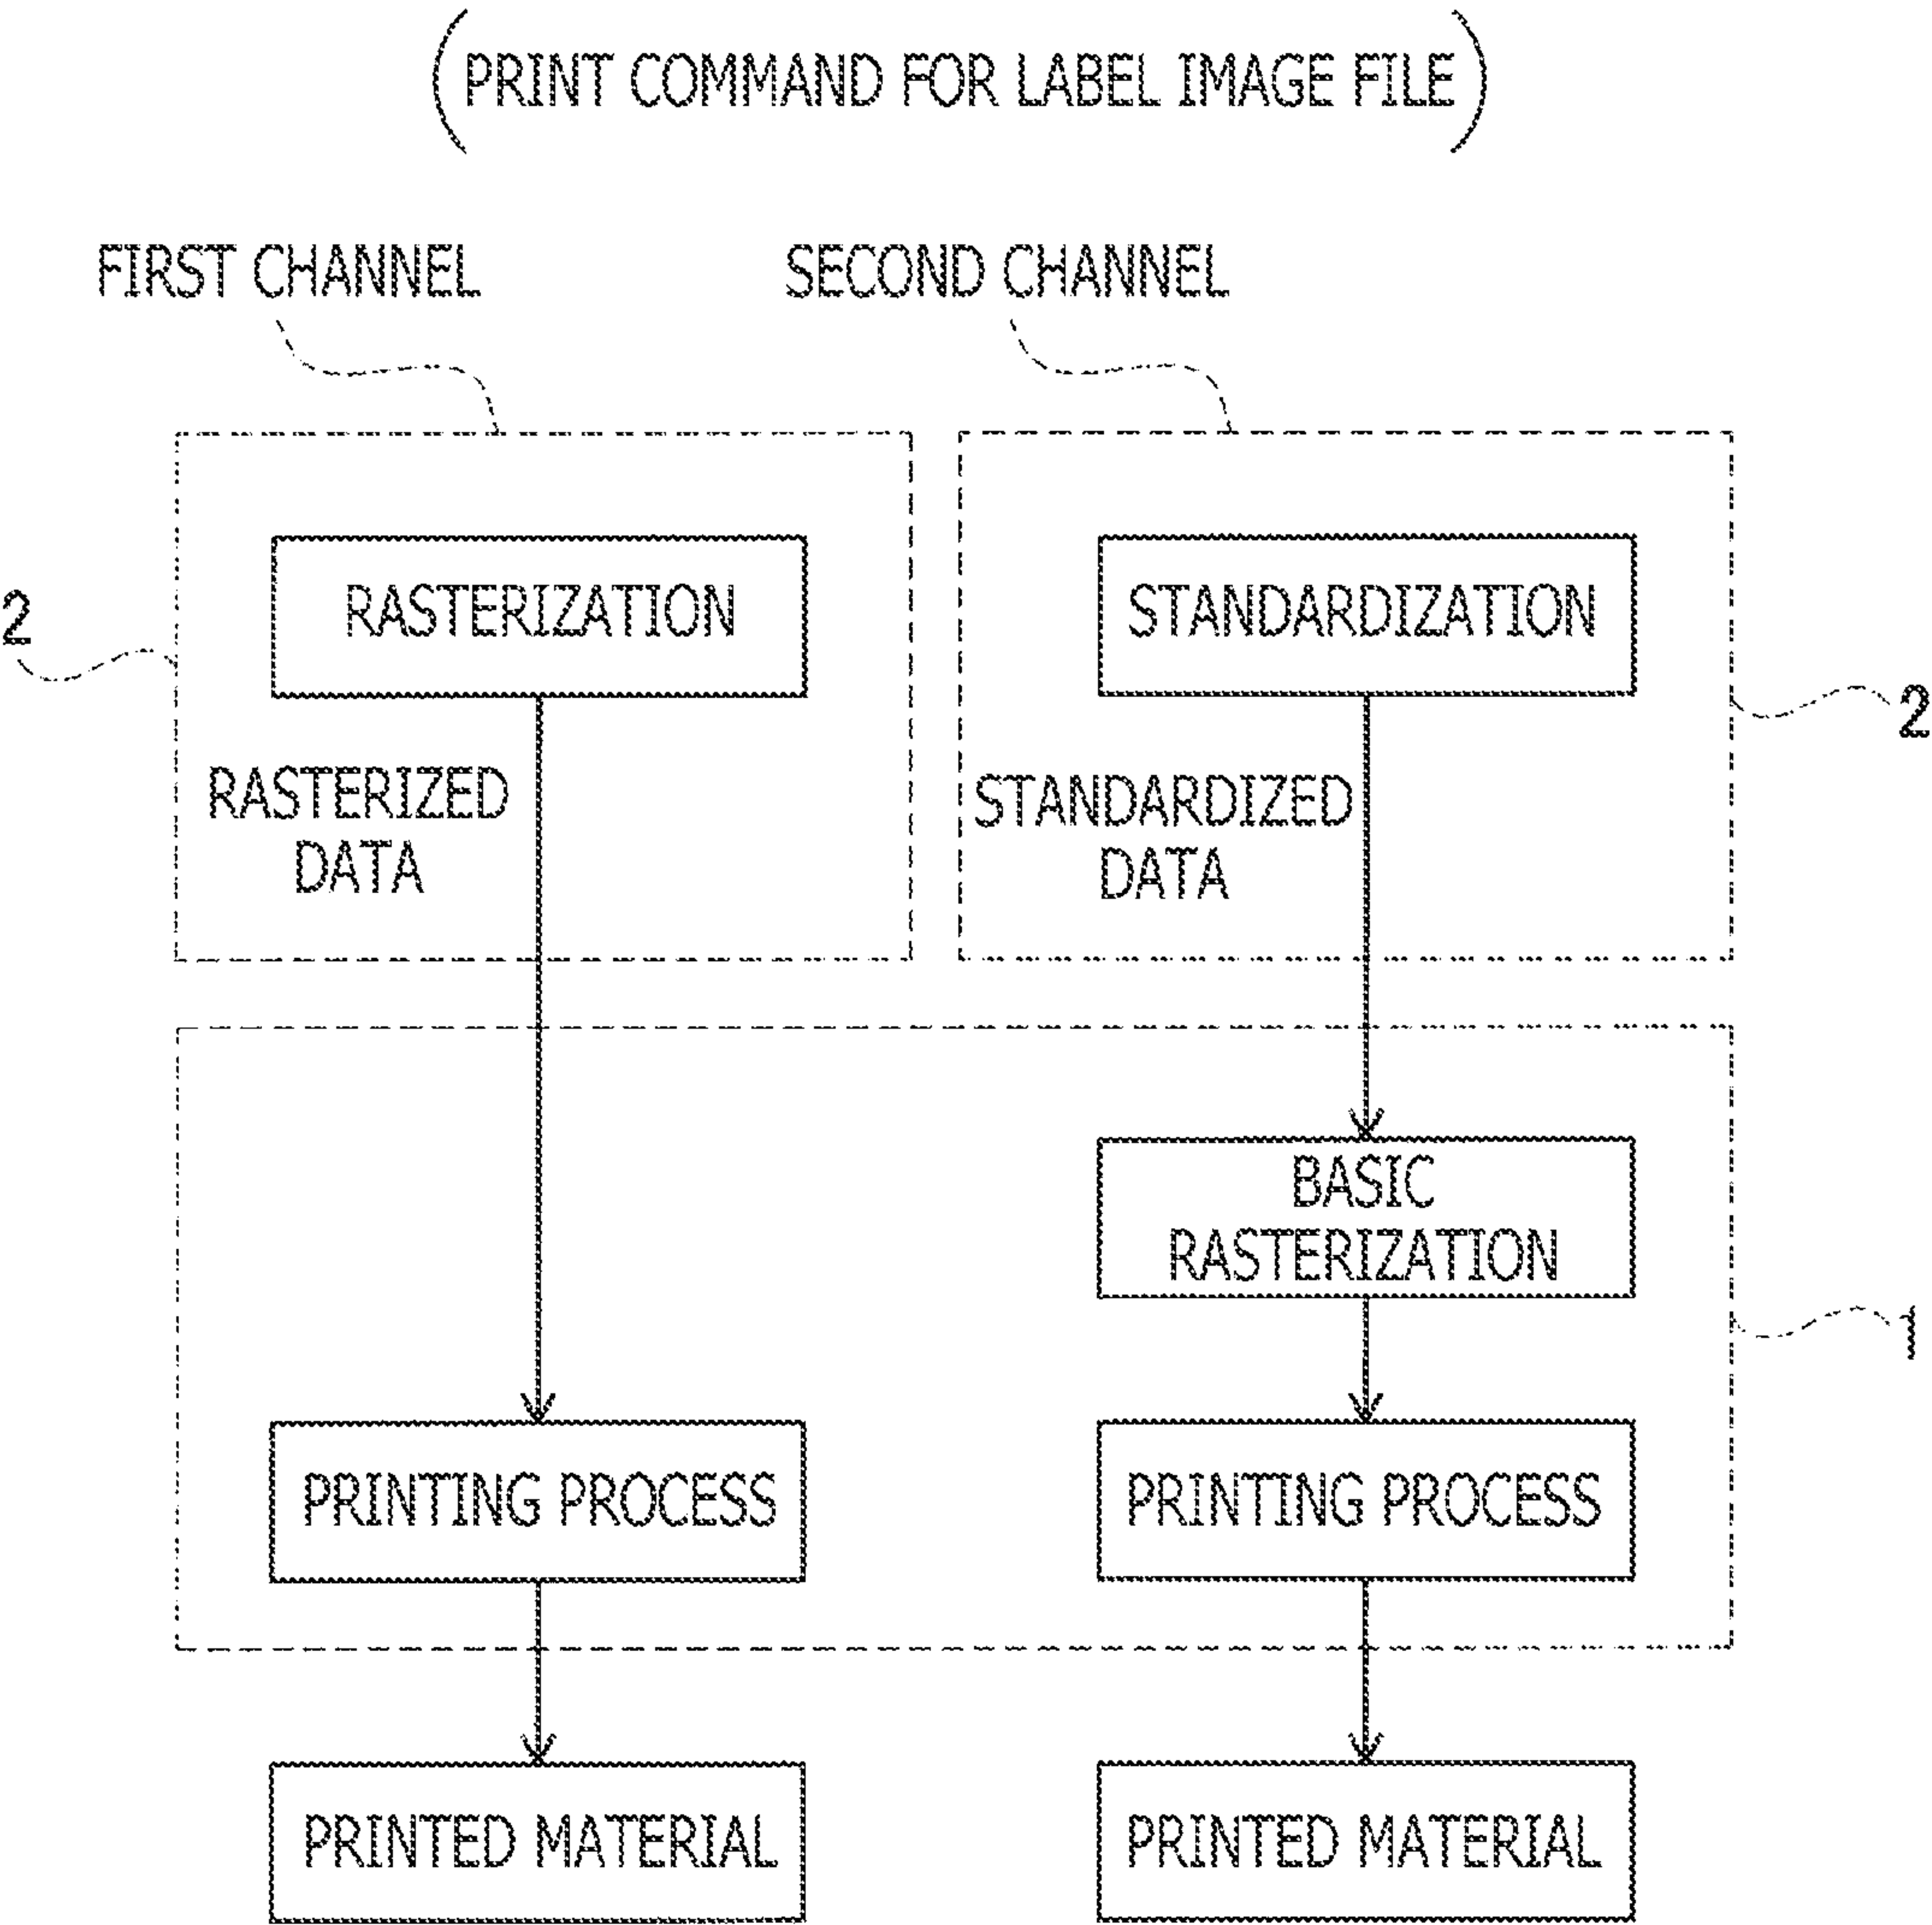 (PRINT COMMAND FOR LABEL IMAGE FILE)
FIRST CHANNEL
SECOND CHANNEL
RASTERIZATION
STANDARDIZATION
2
2
RASTERIZED
DATA
STANDARDIZED
DATA
BASIC
RASTERIZATION
1
PRINTING PROCESS
PRINTING PROCESS
PRINTED MATERIAL
PRINTED MATERIAL